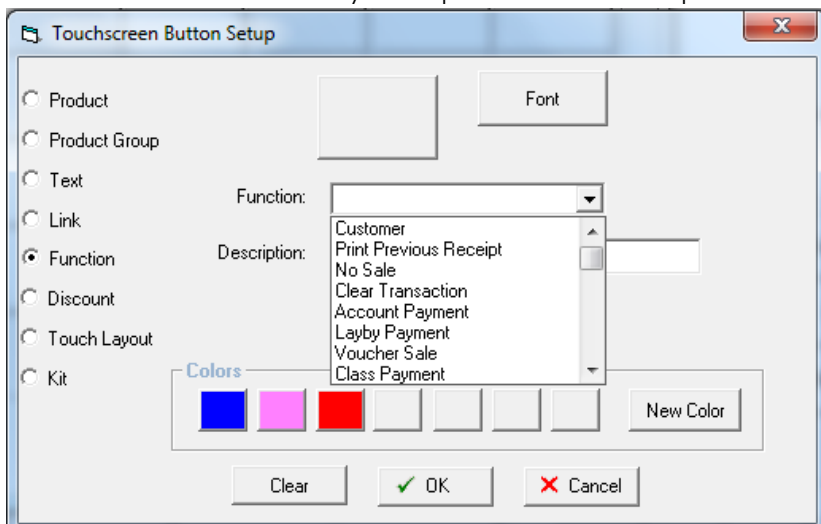 Touchscreen Button Setup
Product
Font
Product Group
Text
Function:
Link
Customer
Print Previous Receipt
Description:
Function
No Sale
Clear Transaction
Discount
Account Payment
Layby Payment
Touch Layout
Voucher Sale
Colors
Class Payment
Kit
New Color
Clear
OK
Cancel